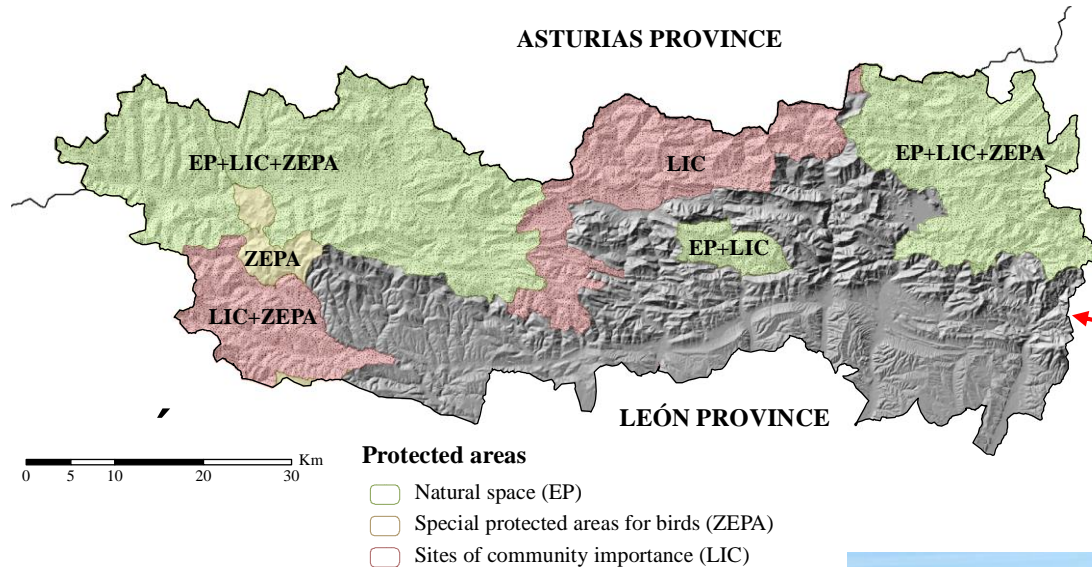 ASTURIAS PROVINCE
EP+LIC+ZEPA
LIC
EP+LIC+ZEPA
EP+LIC
ZEPA
LIC+ZEPA
LEÓN PROVINCE
Km
0 5 10 20 30
Protected areas
Natural space (EP)
Special protected areas for birds (ZEPA)
Sites of community importance (LIC)